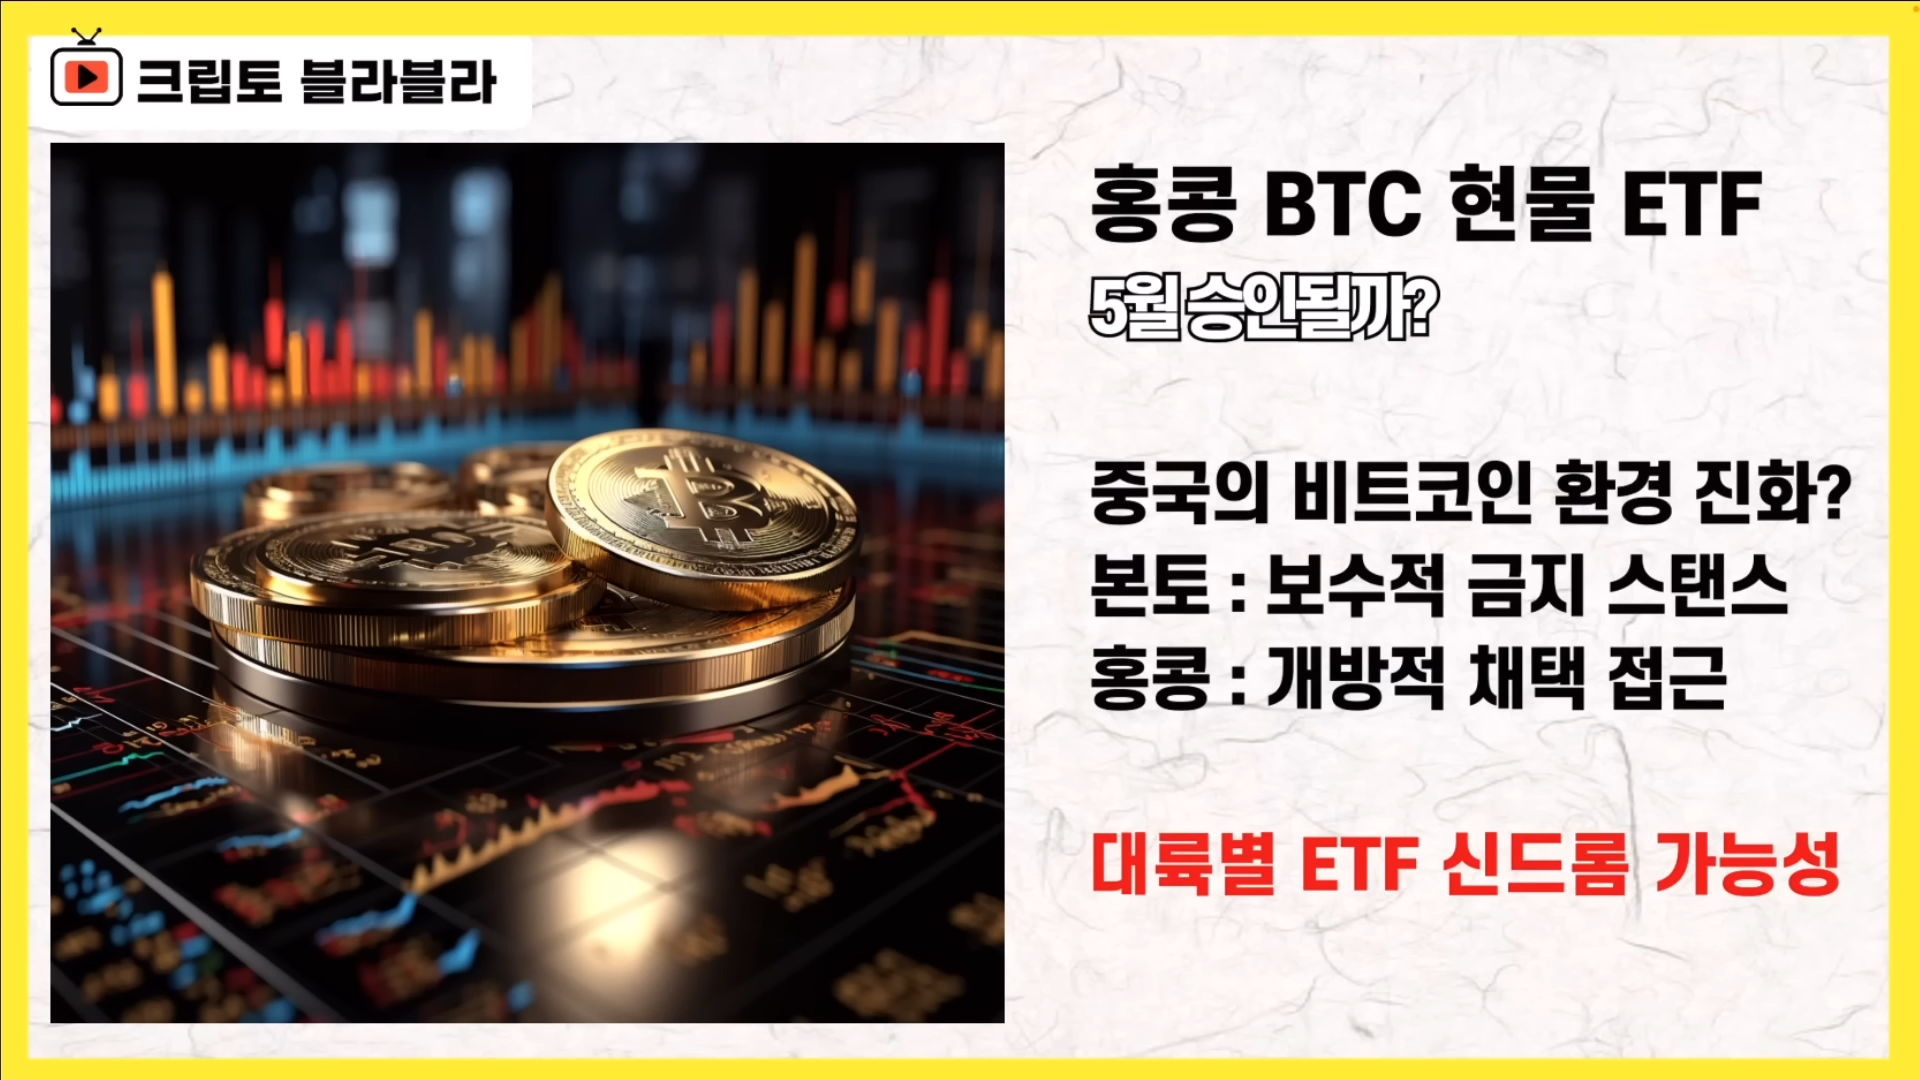 크립토 블라블라
홍콩 BTC 현물 ETF
5월 승인될까?
중국의 비트코인 환경 진화?
본토 : 보수적 금지 스탠스
홍콩 : 개방적 채택 접근
대륙별 ETF 신드롬 가능성